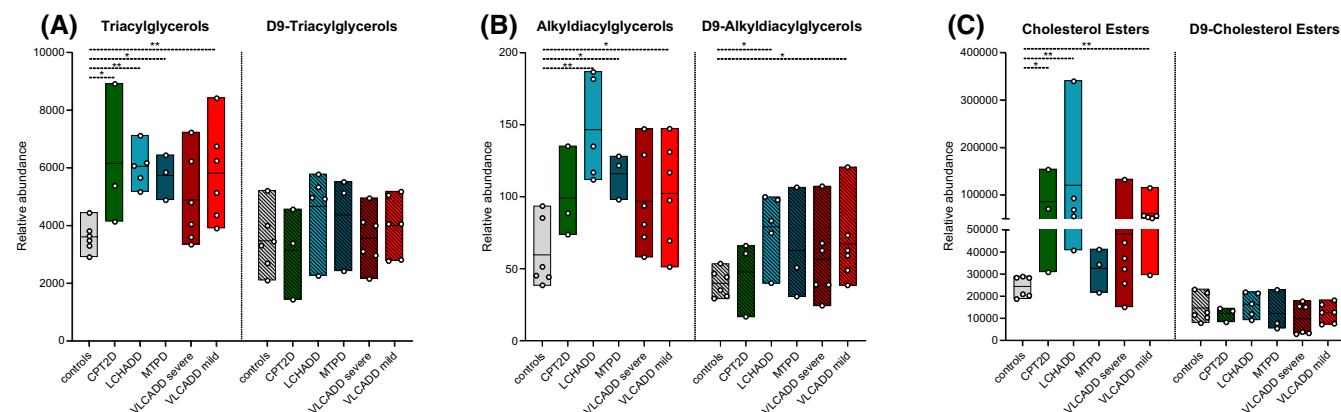 (A) Triacylglycerols D9-Triacylglycerols
Relative abundance
10000
8000
6000
4000
2000
0
**
*
**
*
controls CPT2D LCHADD MTPD VLCADD severe VLCADD mild
controls CPT2D LCHADD MTPD VLCADD severe VLCADD mild
(B) Alkyldiacylglycerols D9-Alkyldiacylglycerols
Relative abundance
200
150
100
50
0
*
*
**
*
*
controls CPT2D LCHADD MTPD VLCADD severe VLCADD mild
controls CPT2D LCHADD MTPD VLCADD severe VLCADD mild
(C) Cholesterol Esters D9-Cholesterol Esters
Relative abundance
400000
300000
200000
100000
50000
40000
30000
20000
10000
0
**
**
*
controls CPT2D LCHADD MTPD VLCADD severe VLCADD mild
controls CPT2D LCHADD MTPD VLCADD severe VLCADD mild